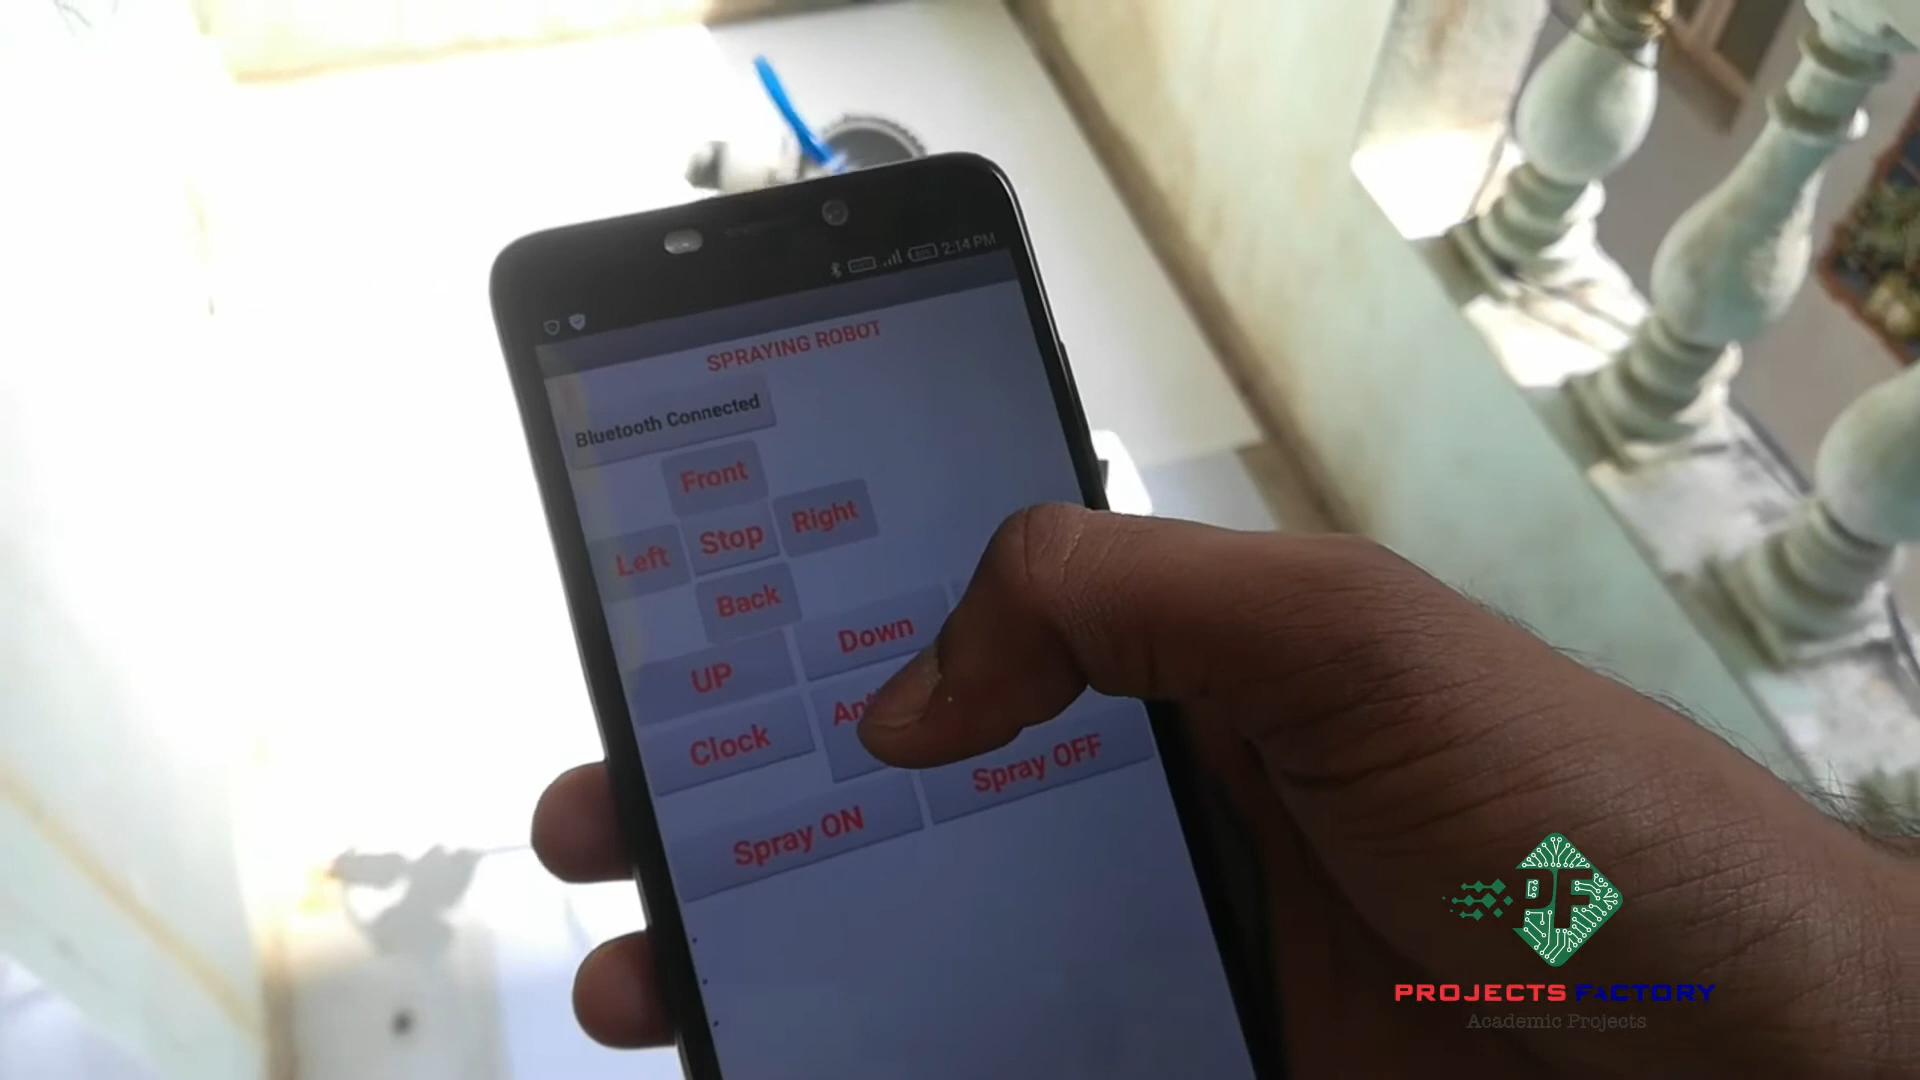 2:14 PM
SPRAYING ROBOT
Bluetooth Connected
Front
Left Stop Right
Back
UP Down
Clock
Spray ON Spray OFF
PF
PROJECTS FACTORY
Academic Projects